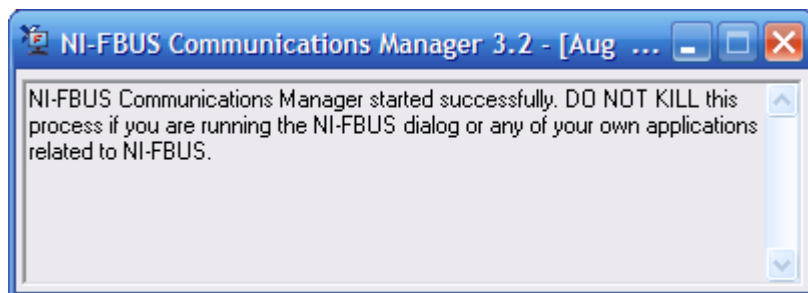 NI-FBUS Communications Manager 3.2 - [Aug ...
NI-FBUS Communications Manager started successfully. DO NOT KILL this
process if you are running the NI-FBUS dialog or any of your own applications
related to NI-FBUS.